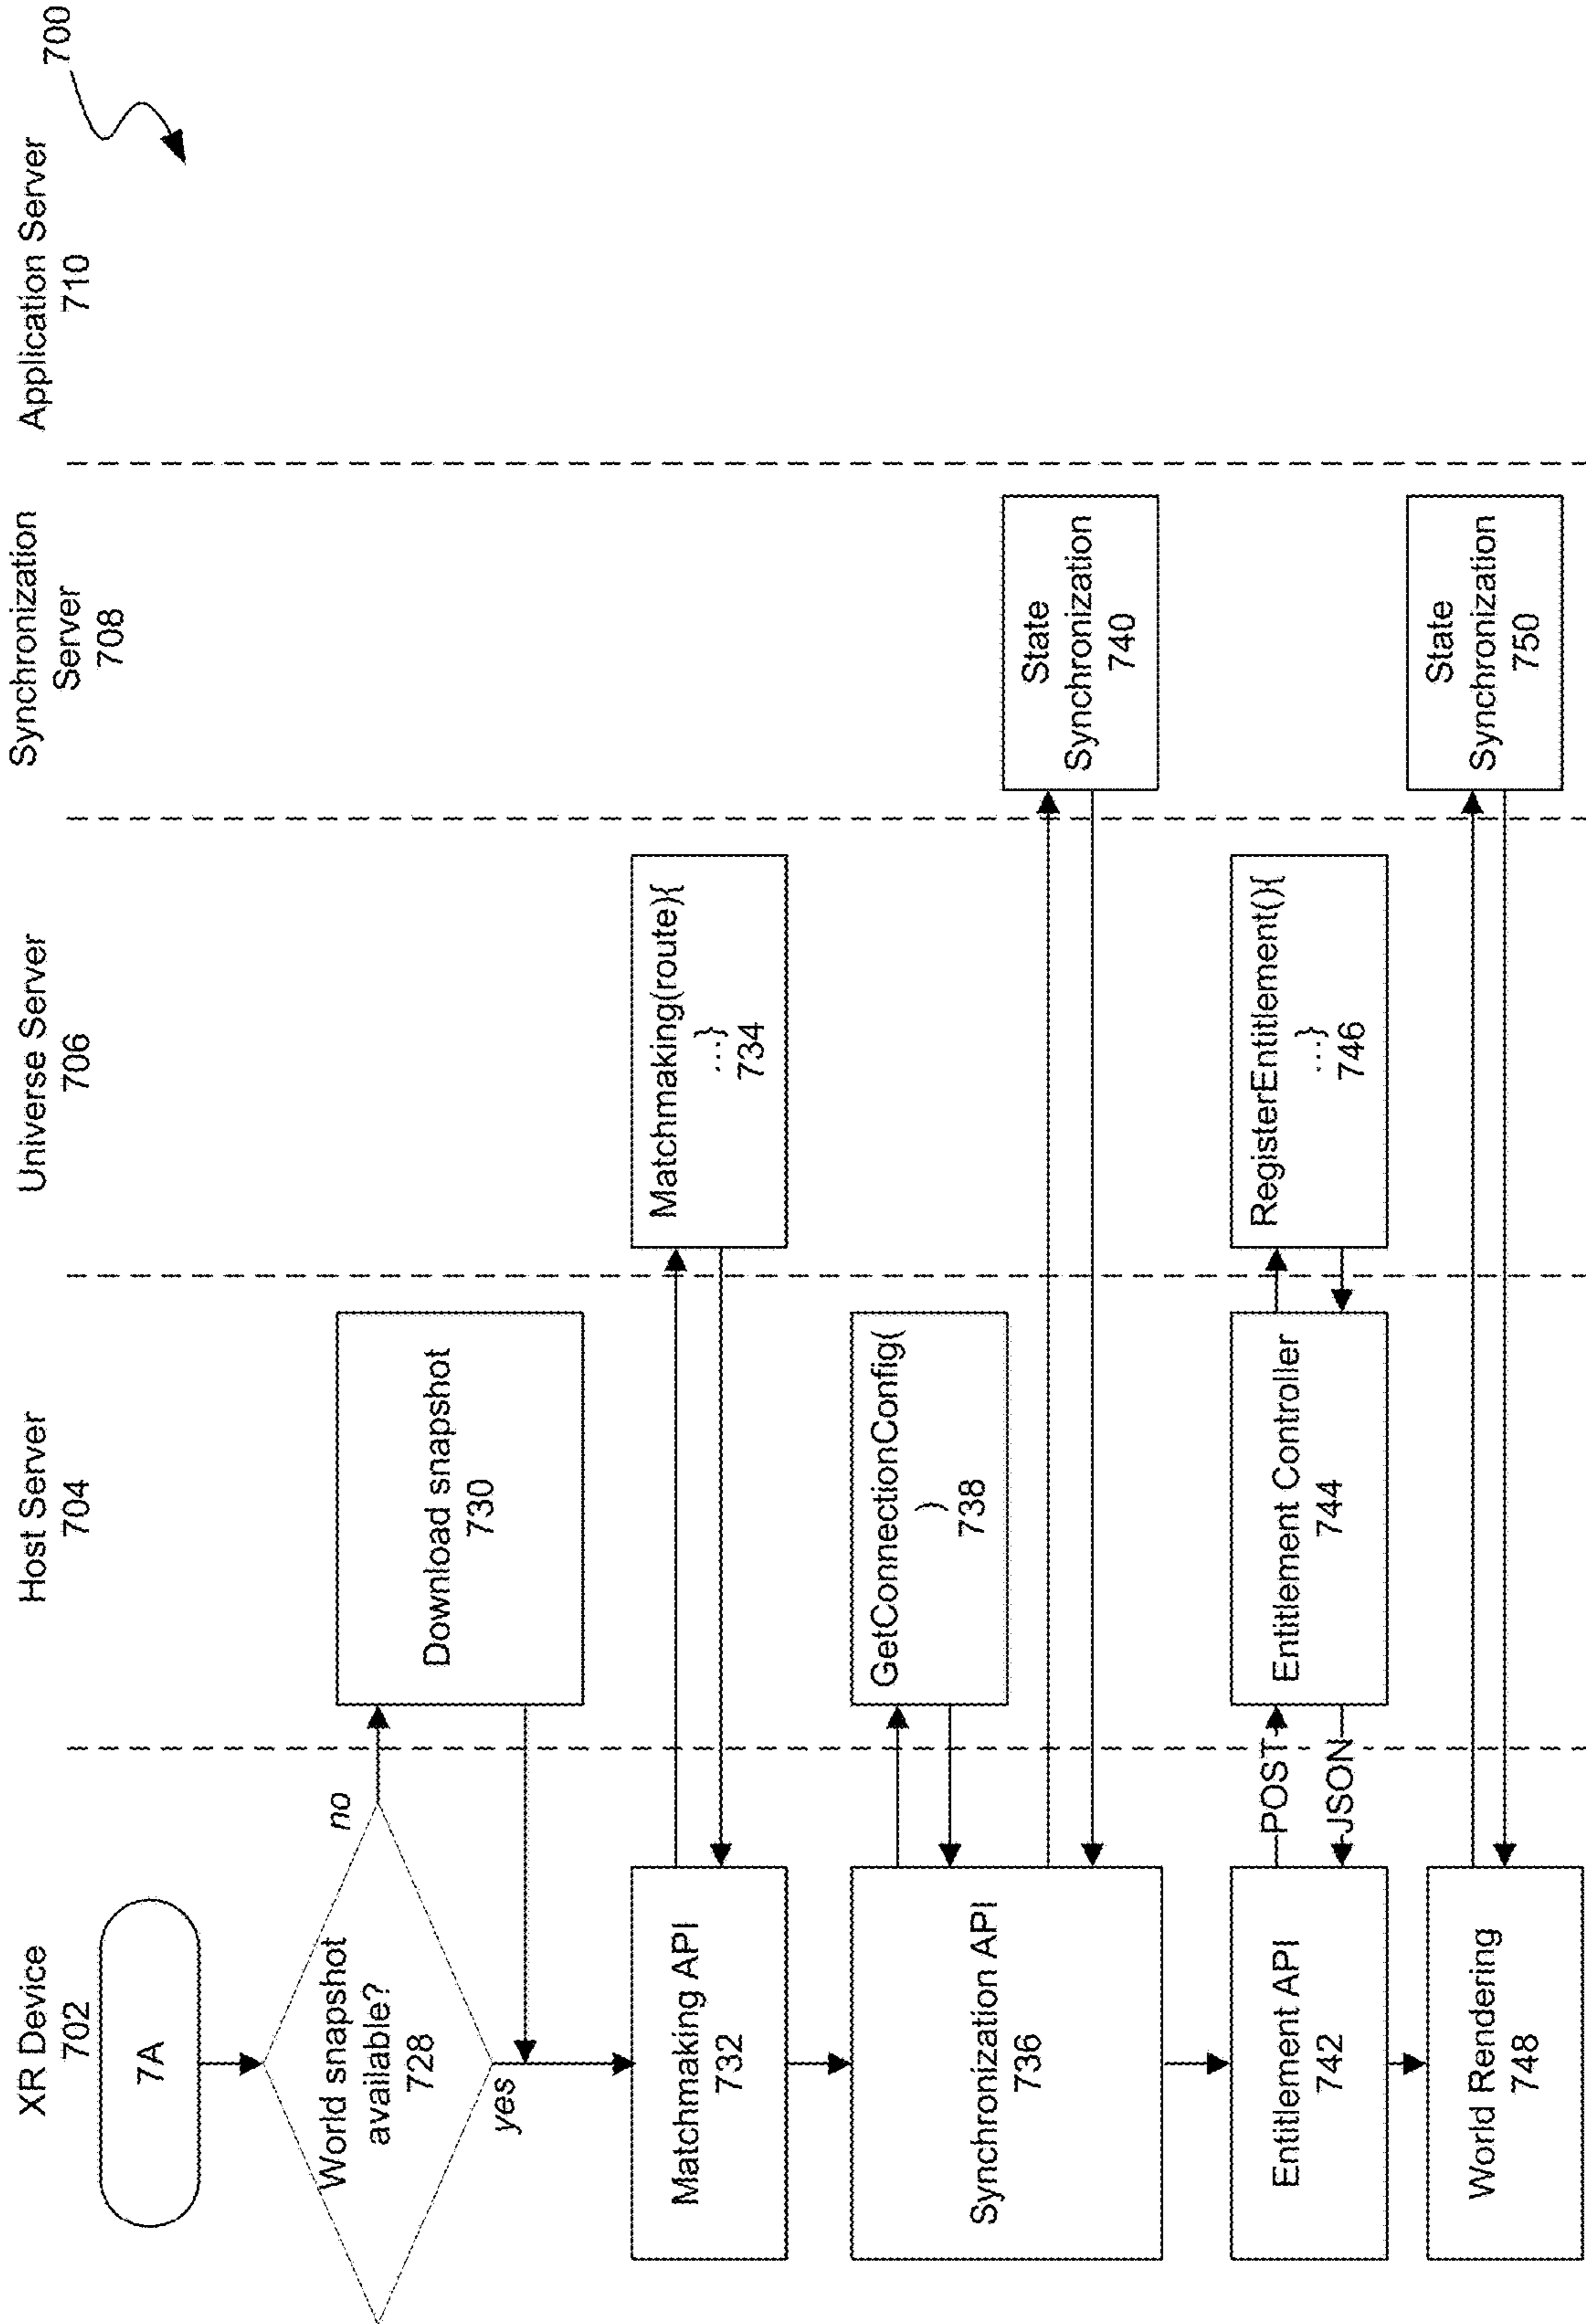 XR Device
702
Host Server
704
Universe Server
706
Synchronization
Server
708
Application Server
710
700
7A
World snapshot
available?
728
no
yes
Download snapshot
730
Matchmaking API
732
Matchmaking(route){
...}
734
Synchronization API
736
GetConnectionConfig(
)
738
State
Synchronization
740
Entitlement API
742
POST
JSON
Entitlement Controller
744
RegisterEntitlement(){
...}
746
World Rendering
748
State
Synchronization
750